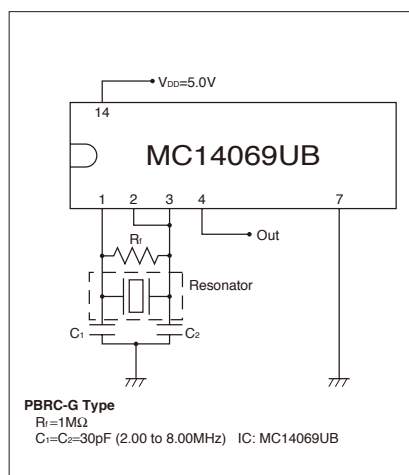 VDD=5.0V
14
MC14069UB
1 2 3 4 7
Rf
Out
Resonator
C1 C2
PBRC-G Type
Rf=1MΩ
C1=C2=30pF (2.00 to 8.00MHz) IC: MC14069UB